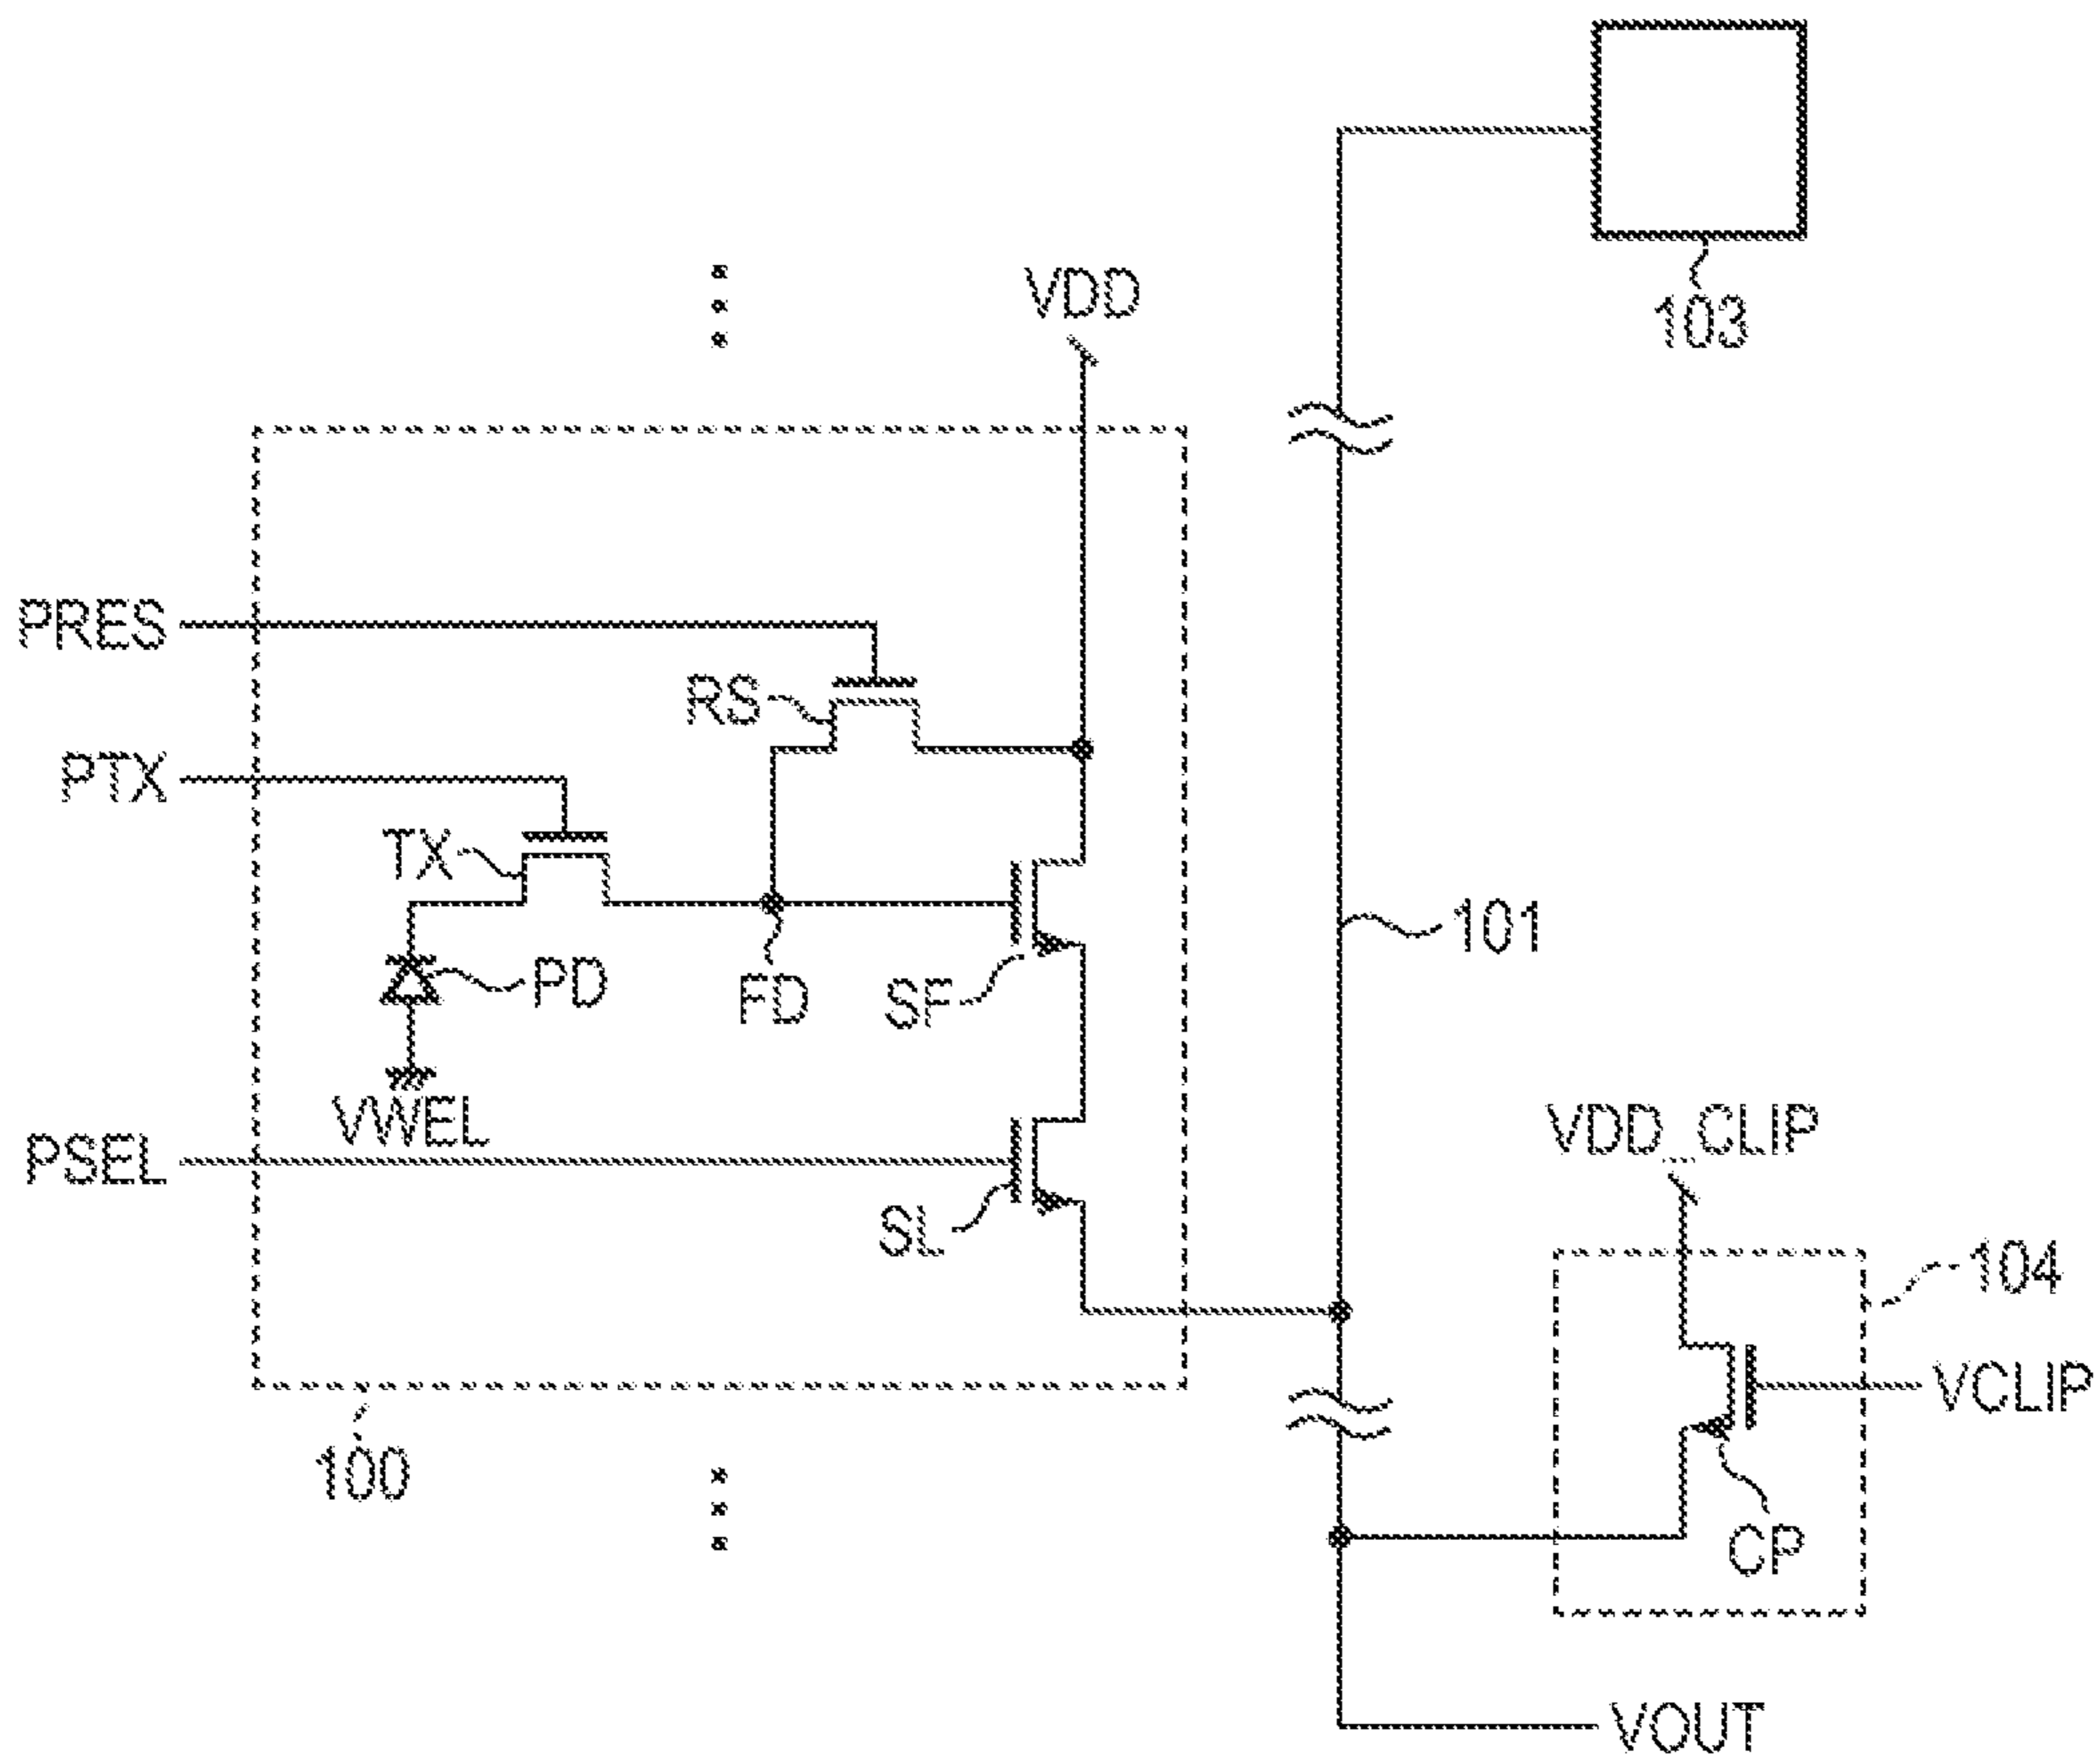 103
VDD
PRES
RS
PTX
TX
101
PD
FD
SF
VWEL
VDD_CLIP
PSEL
SL
104
VCLIP
100
CP
VOUT